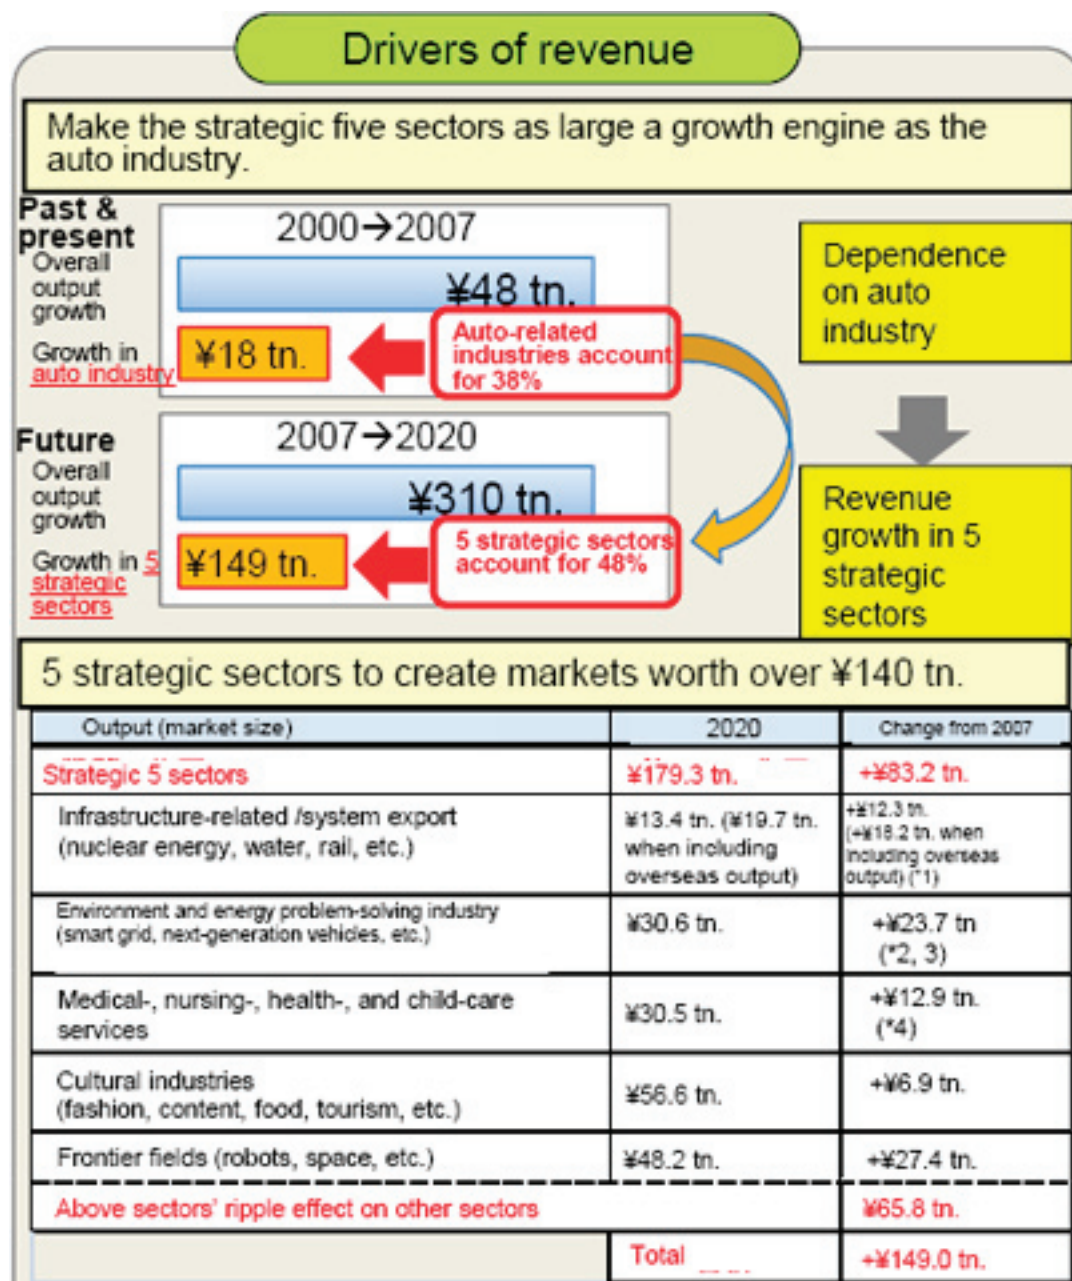 Drivers of revenue
Make the strategic five sectors as large a growth engine as the
auto industry.
Past &
present
2000→2007
Overall
output
growth
¥48 tn.
Growth in
auto industry
¥18 tn.
Auto-related
industries account
for 38%
Dependence
on auto
industry
Future
2007→2020
Overall
output
growth
¥310 tn.
Growth in 5
strategic
sectors
¥149 tn.
5 strategic sectors
account for 48%
Revenue
growth in 5
strategic
sectors
5 strategic sectors to create markets worth over ¥140 tn.
Output (market size)
2020
Change from 2007
Strategic 5 sectors
¥179.3 tn.
+¥83.2 tn.
Infrastructure-related /system export
(nuclear energy, water, rail, etc.)
¥13.4 tn. (¥19.7 tn.
when including
overseas output)
+¥12.3 tn.
(+¥18.2 tn. when
including overseas
output) (*1)
Environment and energy problem-solving industry
(smart grid, next-generation vehicles, etc.)
¥30.6 tn.
+¥23.7 tn
(*2, 3)
Medical-, nursing-, health-, and child-care
services
¥30.5 tn.
+¥12.9 tn.
(*4)
Cultural industries
(fashion, content, food, tourism, etc.)
¥56.6 tn.
+¥6.9 tn.
Frontier fields (robots, space, etc.)
¥48.2 tn.
+¥27.4 tn.
Above sectors' ripple effect on other sectors
¥65.8 tn.
Total
+¥149.0 tn.